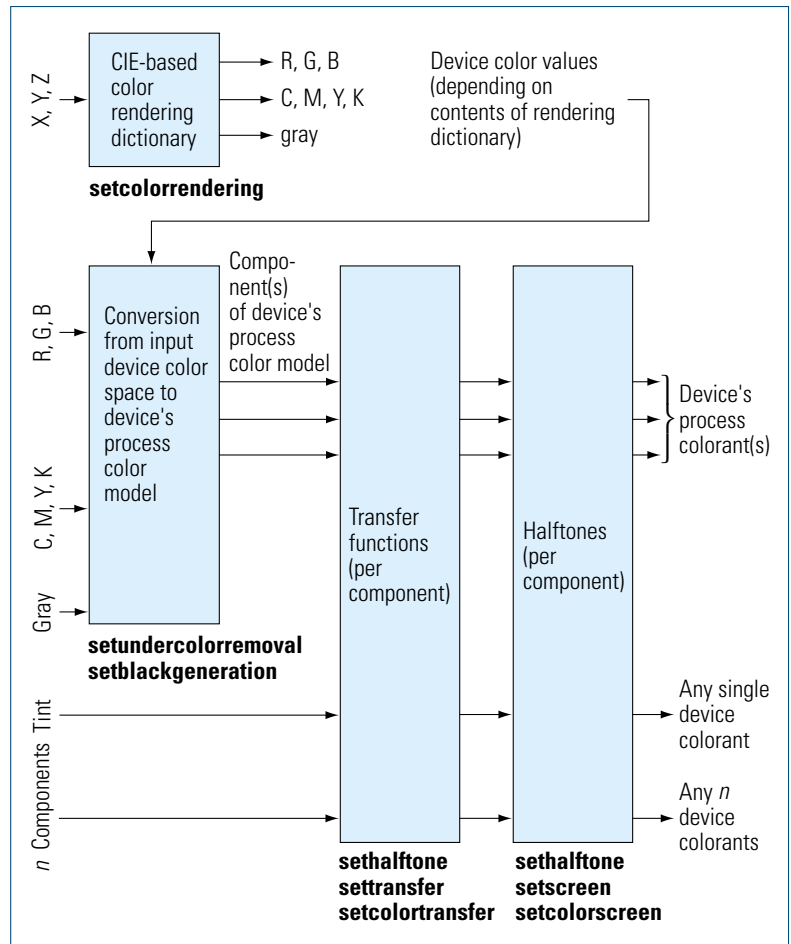 X, Y, Z
CIE-based
color
rendering
dictionary
R, G, B
C, M, Y, K
gray
Device color values
(depending on
contents of rendering
dictionary)
setcolorrendering
R, G, B
C, M, Y, K
Gray
Conversion
from input
device color
space to
device's
process
color
model
Compo-
nent(s)
of device's
process
color model
setundercolorremoval
setblackgeneration
Transfer
functions
(per
component)
Halftones
(per
component)
Device's
process
colorant(s)
Tint
Any single
device
colorant
n Components
Any n
device
colorants
sethalftone
settransfer
setcolortransfer
sethalftone
setscreen
setcolorscreen